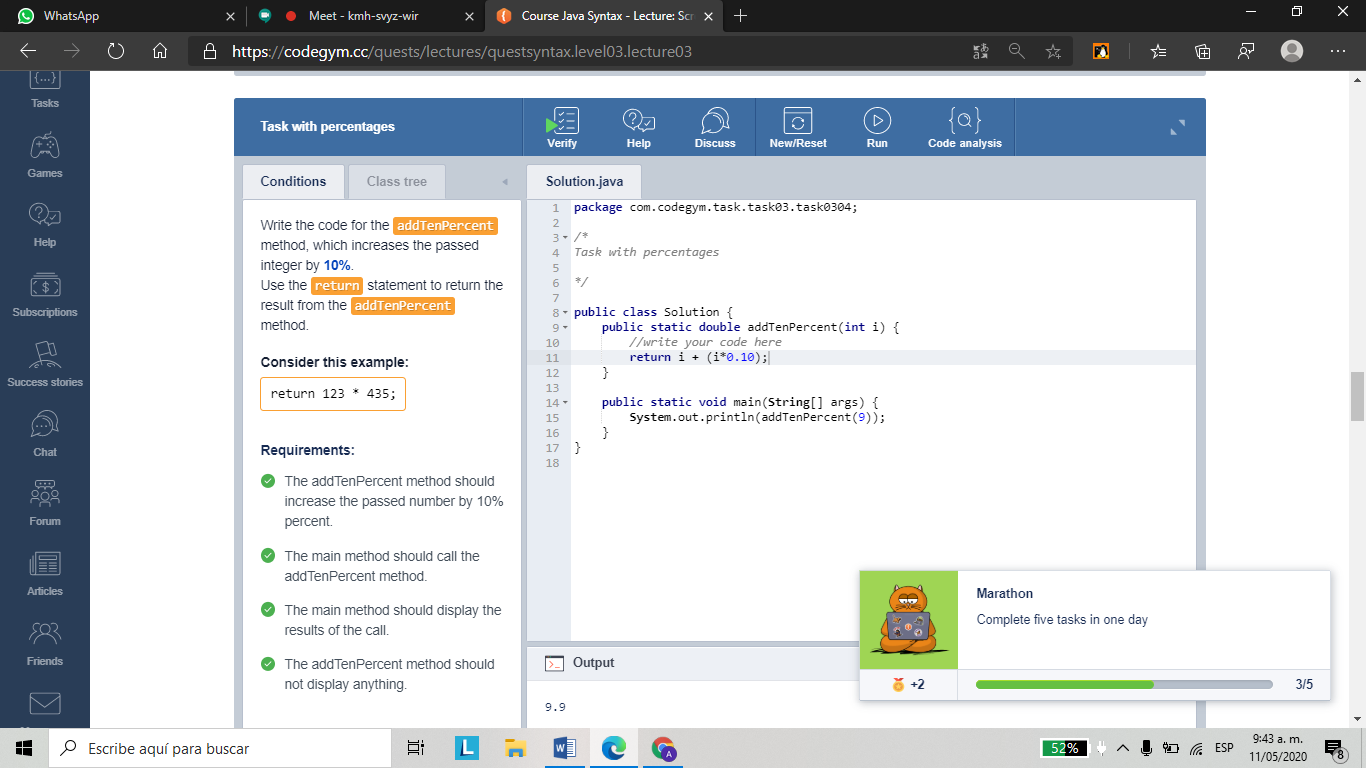 WhatsApp
Meet - kmh-svyz-wir
Course Java Syntax - Lecture: Scr
https://codegym.cc/quests/lectures/questsyntax.level03.lecture03
Tasks
Games
Help
Subscriptions
Success stories
Chat
Forum
Articles
Friends
Task with percentages
Verify
Help
Discuss
New/Reset
Run
Code analysis
Conditions
Class tree
Write the code for the addTenPercent
method, which increases the passed
integer by 10%.
Use the return statement to return the
result from the addTenPercent
method.
Consider this example:
return 123 * 435;
Requirements:
The addTenPercent method should
increase the passed number by 10%
percent.
The main method should call the
addTenPercent method.
The main method should display the
results of the call.
The addTenPercent method should
not display anything.
Solution.java
1 package com.codegym.task.task03.task0304;
2
3 /*
4 Task with percentages
5
6 */
7
8 public class Solution {
9 public static double addTenPercent(int i) {
10 //write your code here
11 return i + (i*0.10);
12 }
13
14 public static void main(String[] args) {
15 System.out.println(addTenPercent(9));
16 }
17 }
18
Output
9.9
Marathon
Complete five tasks in one day
+2
3/5
Escribe aquí para buscar
52%
ESP
9:43 a. m.
11/05/2020
8